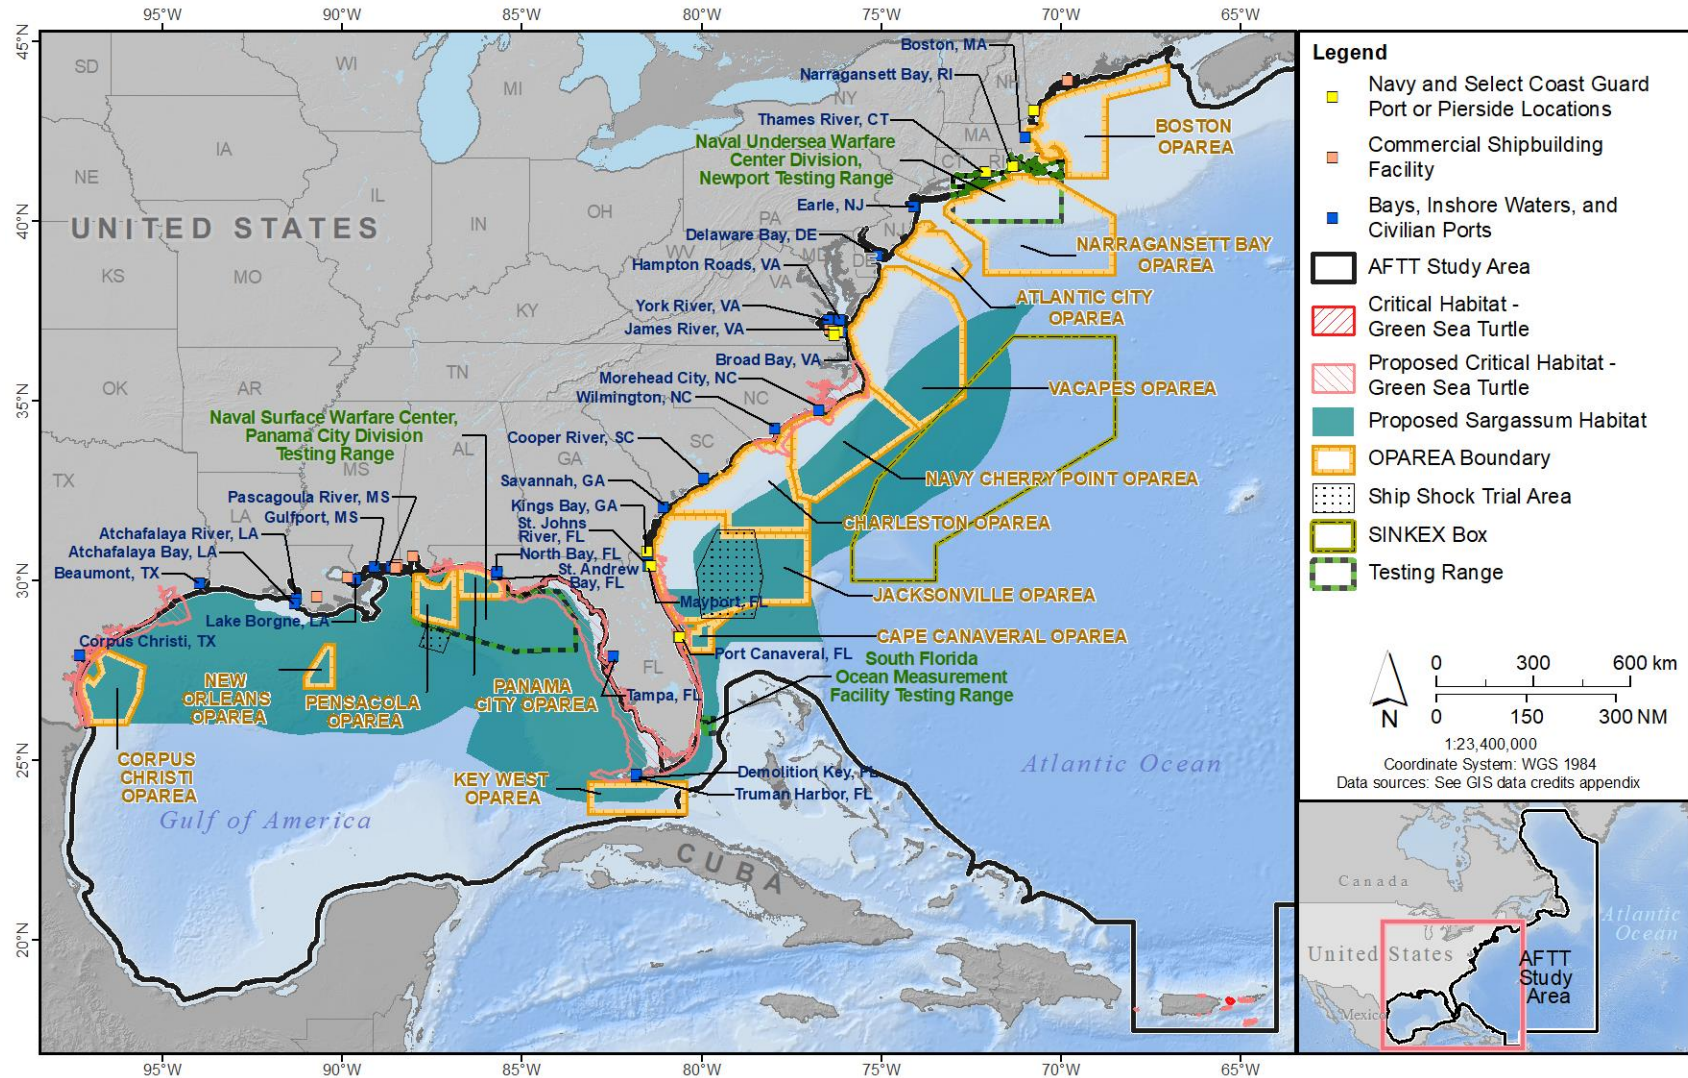 95°W
90°W
85°W
80°W
75°W
70°W
65°W
45°N
40°N
35°N
30°N
25°N
20°N
SD
WI
MI
NY
NH
MA
CT
RI
NE
IA
IL
IN
OH
PA
NJ
MD
DE
WV
VA
KS
MO
KY
OK
AR
TN
NC
SC
TX
LA
MS
AL
GA
FL
UNITED STATES
CUBA
Gulf of America
Atlantic Ocean
Boston, MA
Narragansett Bay, RI
Thames River, CT
Naval Undersea Warfare
Center Division,
Newport Testing Range
Earle, NJ
Delaware Bay, DE
Hampton Roads, VA
York River, VA
James River, VA
Broad Bay, VA
Morehead City, NC
Wilmington, NC
Cooper River, SC
Savannah, GA
Kings Bay, GA
St. Johns
River, FL
North Bay, FL
St. Andrew
Bay, FL
Mayport, FL
Port Canaveral, FL
Tampa, FL
Demolition Key, FL
Truman Harbor, FL
Naval Surface Warfare Center,
Panama City Division
Testing Range
Pascagoula River, MS
Gulfport, MS
Atchafalaya River, LA
Atchafalaya Bay, LA
Beaumont, TX
Lake Borgne, LA
Corpus Christi, TX
South Florida
Ocean Measurement
Facility Testing Range
BOSTON
OPAREA
NARRAGANSETT BAY
OPAREA
ATLANTIC CITY
OPAREA
VACAPES OPAREA
NAVY CHERRY POINT OPAREA
CHARLESTON OPAREA
JACKSONVILLE OPAREA
CAPE CANAVERAL OPAREA
NEW
ORLEANS
OPAREA
PENSACOLA
OPAREA
PANAMA
CITY OPAREA
CORPUS
CHRISTI
OPAREA
KEY WEST
OPAREA
95°W
90°W
85°W
80°W
75°W
70°W
65°W
Legend
Navy and Select Coast Guard
Port or Pierside Locations
Commercial Shipbuilding
Facility
Bays, Inshore Waters, and
Civilian Ports
AFTT Study Area
Critical Habitat -
Green Sea Turtle
Proposed Critical Habitat -
Green Sea Turtle
Proposed Sargassum Habitat
OPAREA Boundary
Ship Shock Trial Area
SINKEX Box
Testing Range
N
0 300 600 km
0 150 300 NM
1:23,400,000
Coordinate System: WGS 1984
Data sources: See GIS data credits appendix
Canada
United States
Mexico
Atlantic
Ocean
AFTT
Study
Area